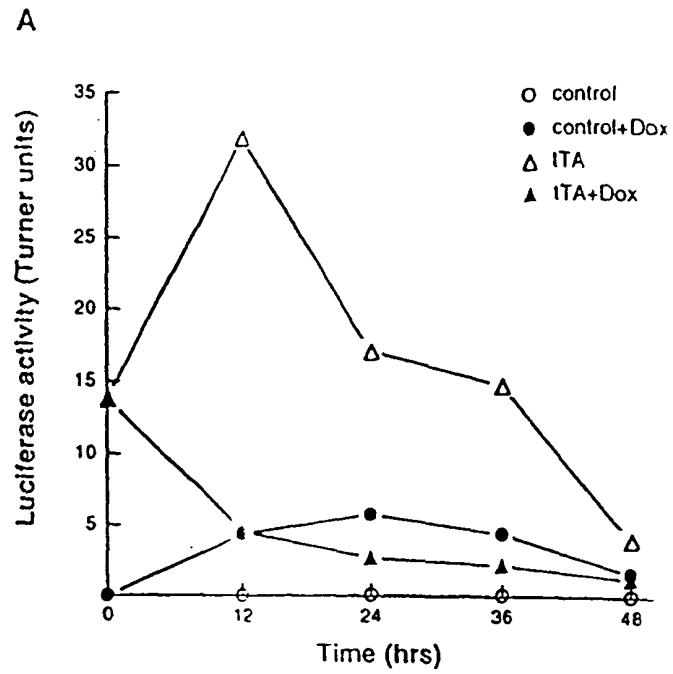 A
Luciferase activity (Turner units)
35
30
25
20
15
10
5
0
0 12 24 36 48
Time (hrs)
control
control+Dox
tTA
tTA+Dox